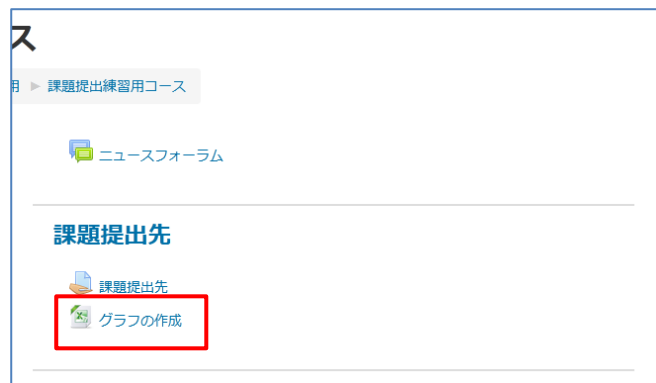 ス
用 ▶ 課題提出練習用コース
ニュースフォーラム
課題提出先
課題提出先
グラフの作成